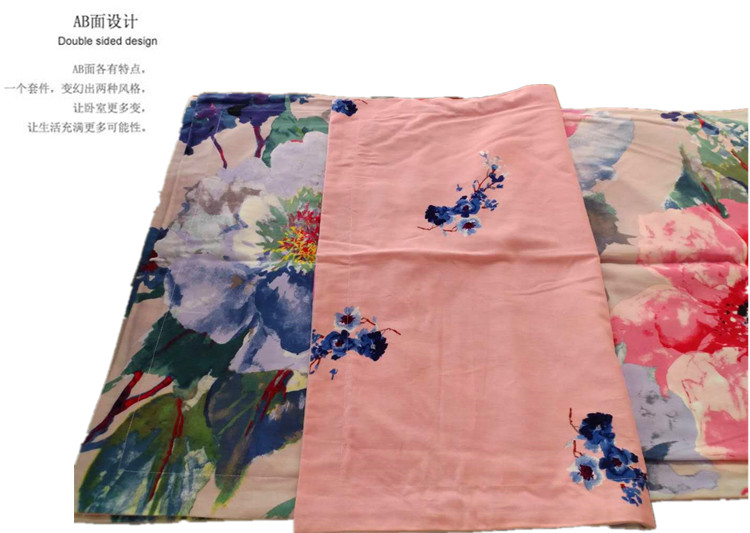 AB面设计
Double sided design
AB面各有特点，
一个套件，变幻出两种风格，
让卧室更多变，
让生活充满更多可能性。